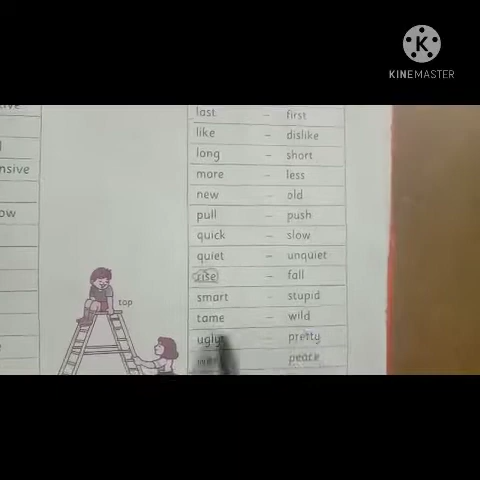 K
KINEMASTER
last - first
like - dislike
long - short
nsive
more - less
new - old
ow
pull - push
quick - slow
quiet - unquiet
rise - fall
smart - stupid
top
tame - wild
ugly - pretty
- peace